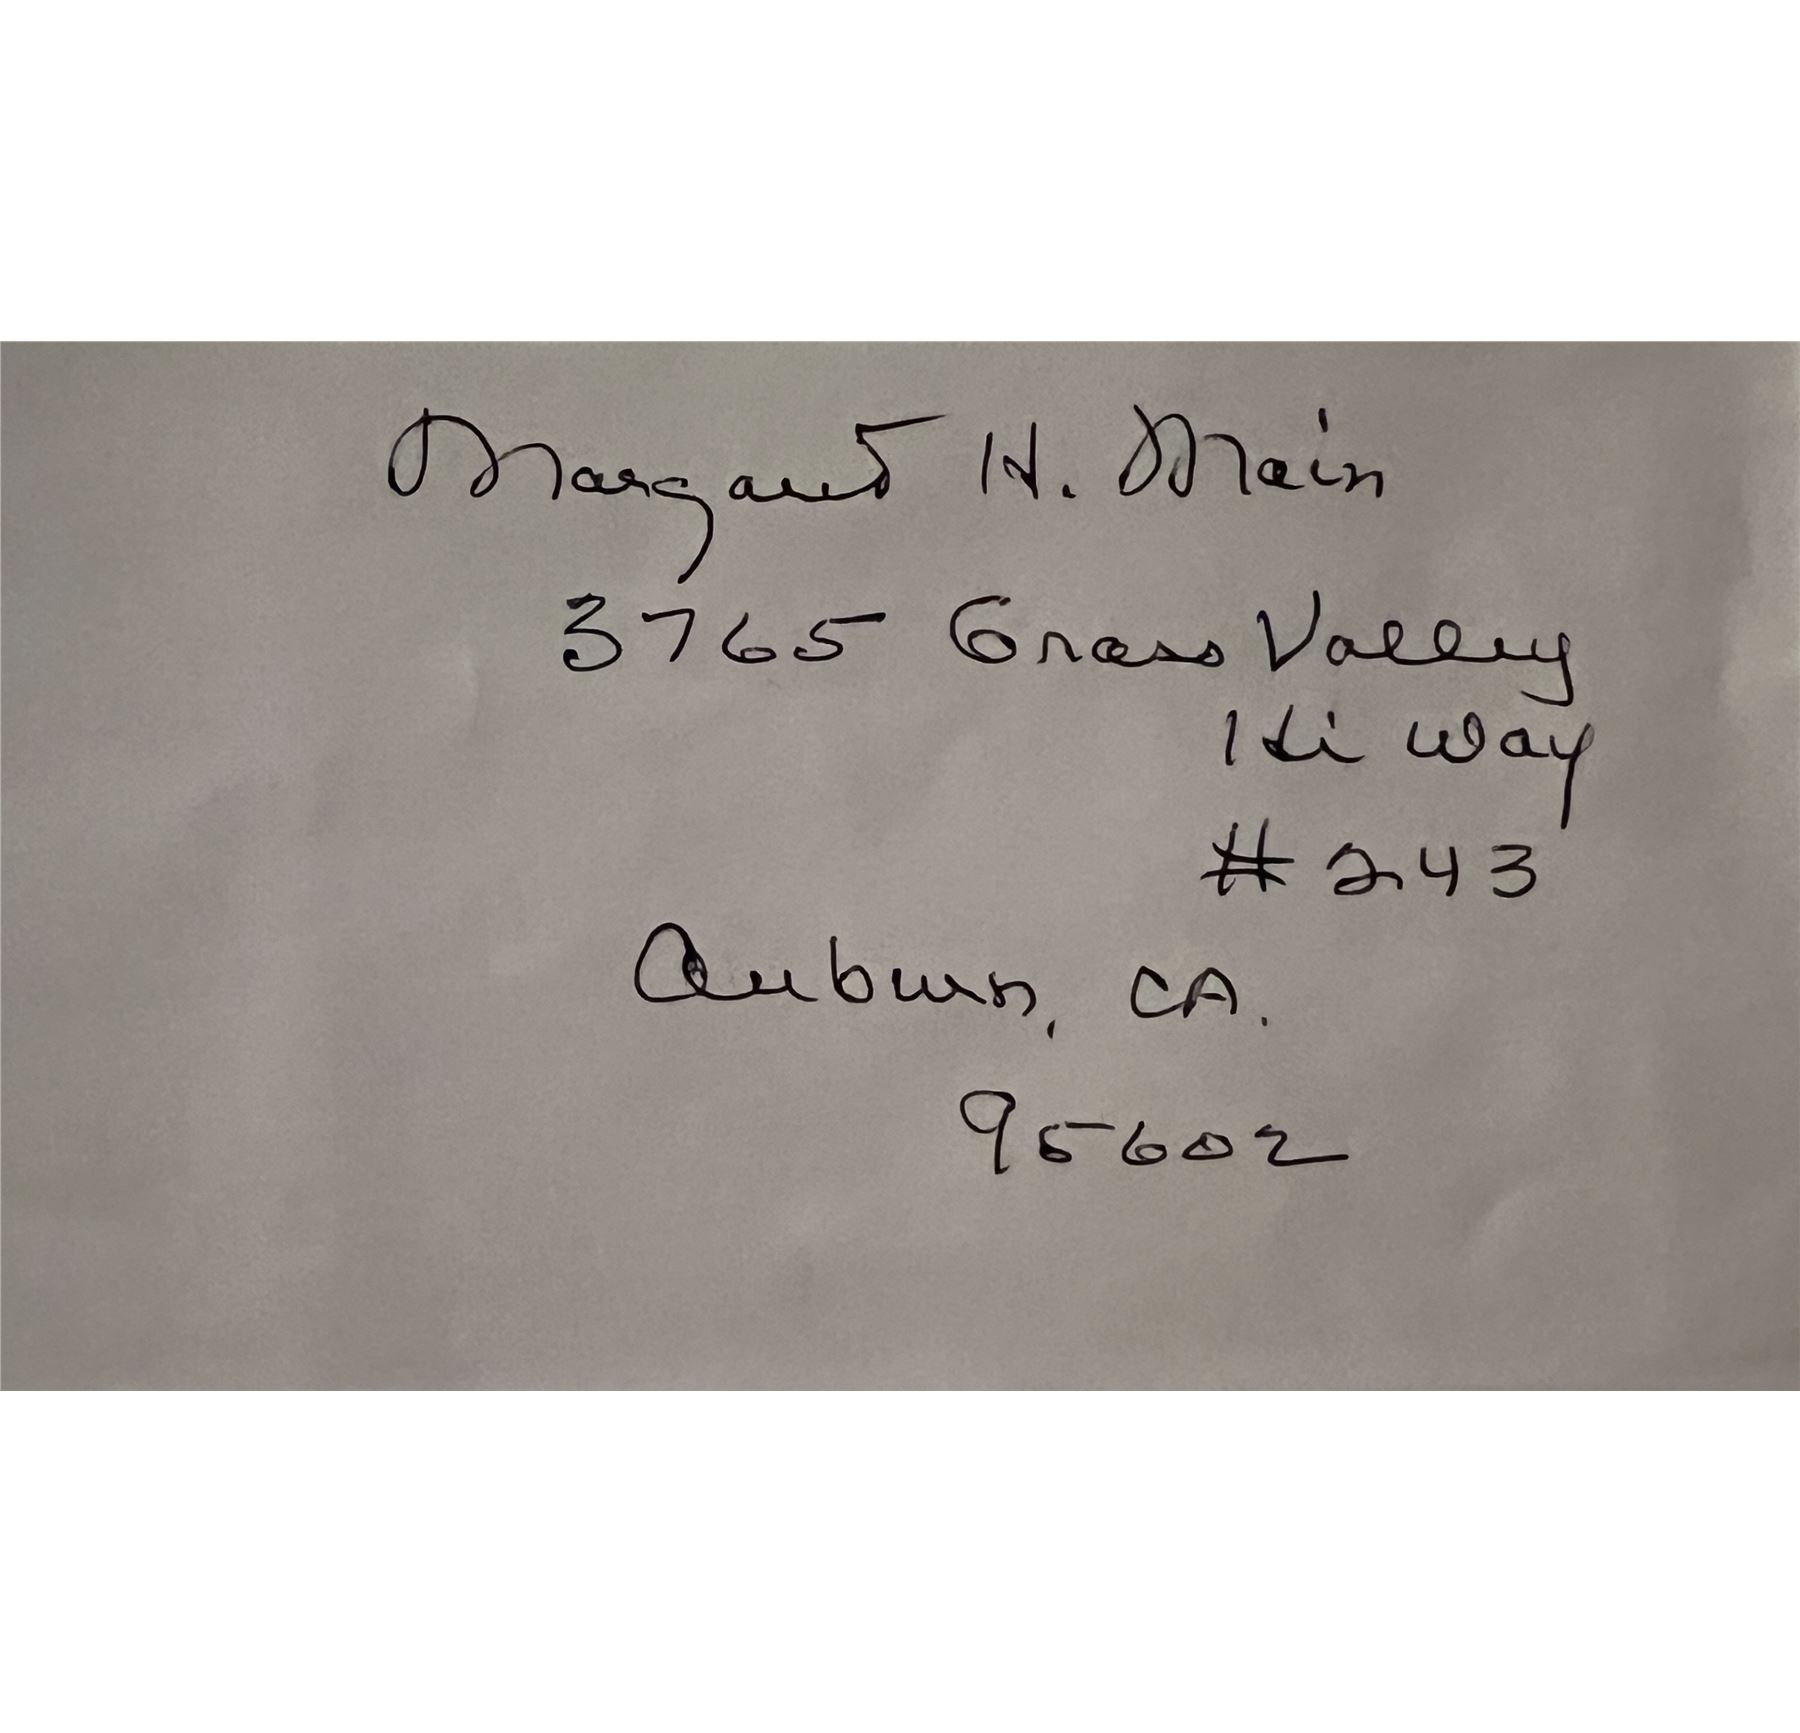 Margaret H. Main
3765 Grass Valley
Hi Way
# 243
Auburn, CA.
95602